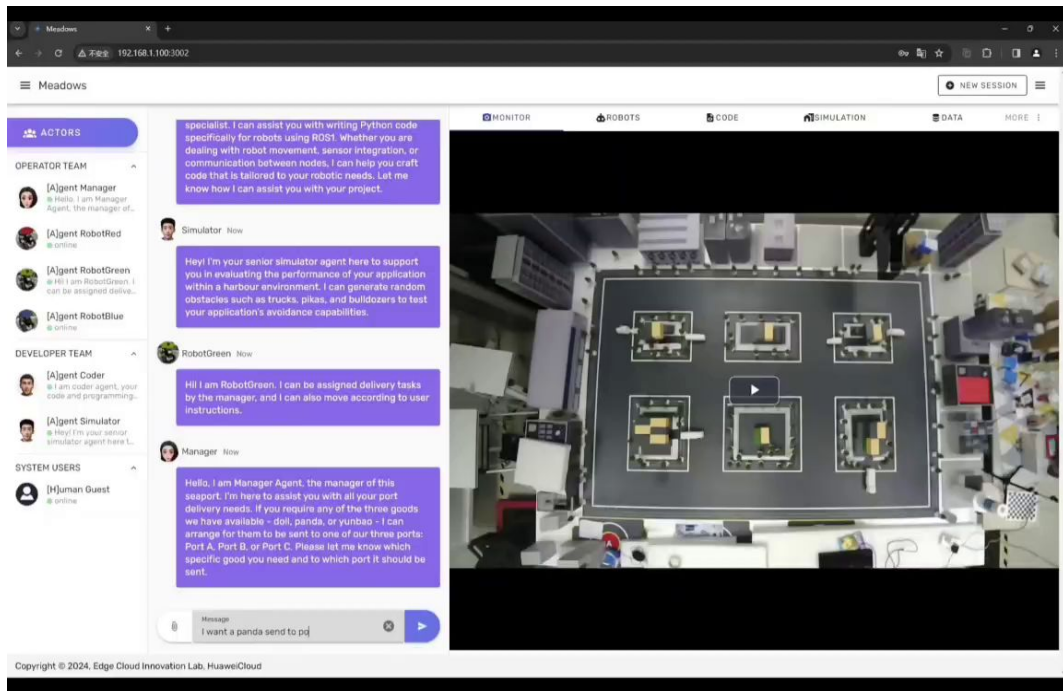 Meadows
不安全 192.168.1.100:3002
Meadows
NEW SESSION
ACTORS
OPERATOR TEAM
[A]gent Manager
Hello, I am Manager
Agent, the manager of...
[A]gent RobotRed
online
[A]gent RobotGreen
Hi! I am RobotGreen. I
can be assigned delive...
[A]gent RobotBlue
online
DEVELOPER TEAM
[A]gent Coder
I am coder agent, your
code and programming...
[A]gent Simulator
Hey! I'm your senior
simulator agent here t...
SYSTEM USERS
[H]uman Guest
online
specialist. I can assist you with writing Python code
specifically for robots using ROS1. Whether you are
dealing with robot movement, sensor integration, or
communication between nodes, I can help you craft
code that is tailored to your robotic needs. Let me
know how I can assist you with your project.
Simulator Now
Hey! I'm your senior simulator agent here to support
you in evaluating the performance of your application
within a harbour environment. I can generate random
obstacles such as trucks, pikas, and bulldozers to test
your application's avoidance capabilities.
RobotGreen Now
Hi! I am RobotGreen. I can be assigned delivery tasks
by the manager, and I can also move according to user
instructions.
Manager Now
Hello, I am Manager Agent, the manager of this
seaport. I'm here to assist you with all your port
delivery needs. If you require any of the three goods
we have available - doll, panda, or yunbao - I can
arrange for them to be sent to one of our three ports:
Port A, Port B, or Port C. Please let me know which
specific good you need and to which port it should be
sent.
Message
I want a panda send to po
MONITOR
ROBOTS
CODE
SIMULATION
DATA
MORE
Copyright © 2024, Edge Cloud Innovation Lab, HuaweiCloud